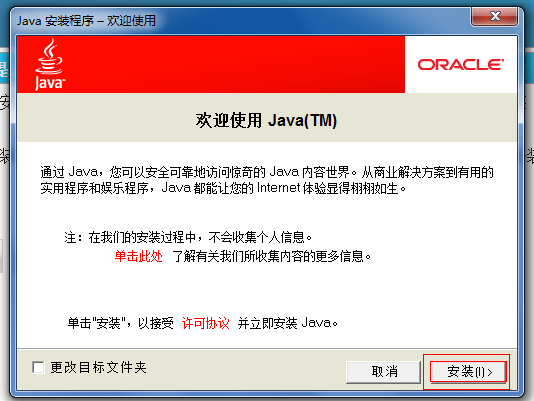 Java 安装程序 – 欢迎使用
Java
ORACLE
欢迎使用 Java(TM)
通过 Java，您可以安全可靠地访问惊奇的 Java 内容世界。从商业解决方案到有用的
实用程序和娱乐程序，Java 都能让您的 Internet 体验显得栩栩如生。
注：在我们的安装过程中，不会收集个人信息。
单击此处 了解有关我们所收集内容的更多信息。
单击"安装"，以接受 许可协议 并立即安装 Java。
更改目标文件夹
取消
安装(I)>